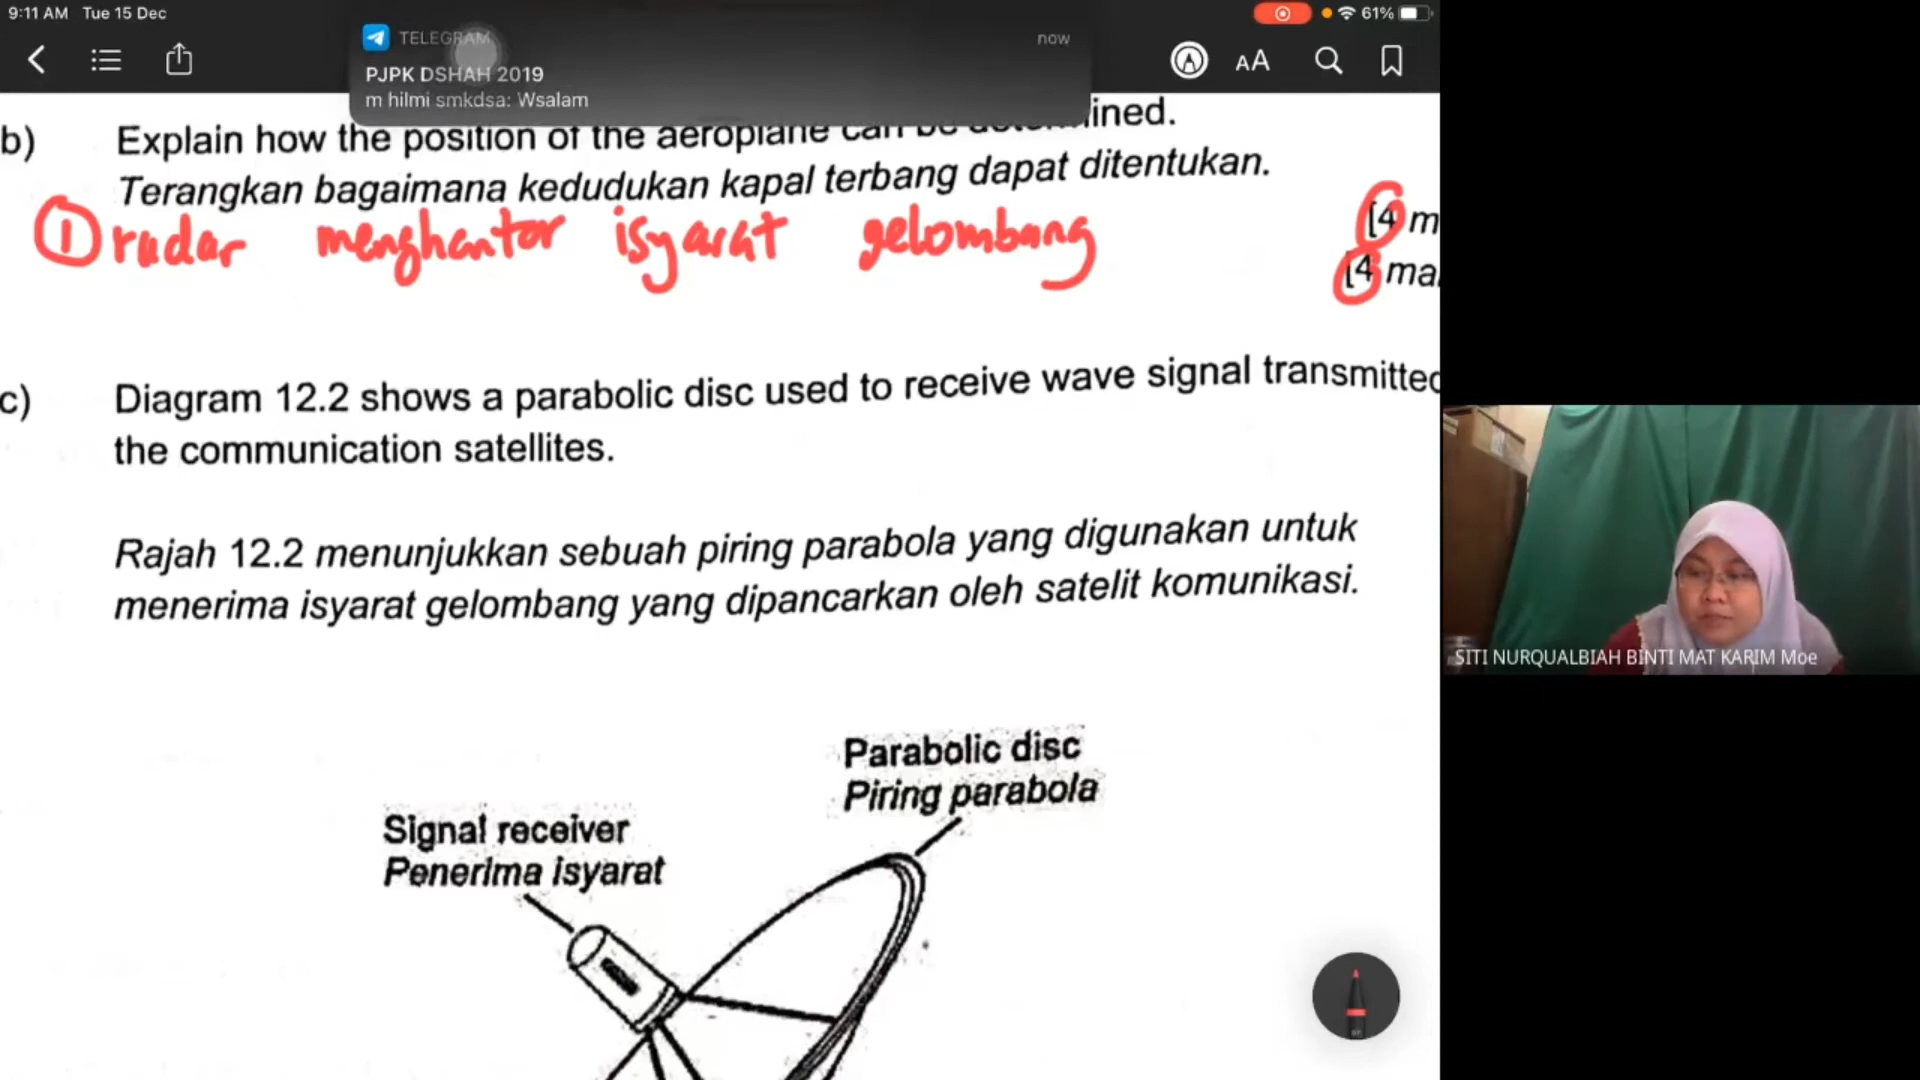 9:11 AM Tue 15 Dec
61%
TELEGRAM
now
PJPK DSHAH 2019
m hilmi smkdsa: Wsalam
AA
b) Explain how the position of the aeroplane can be determined.
Terangkan bagaimana kedudukan kapal terbang dapat ditentukan.
[4 m
[4 ma
① radar menghantar isyarat gelombang
c) Diagram 12.2 shows a parabolic disc used to receive wave signal transmitted
the communication satellites.
Rajah 12.2 menunjukkan sebuah piring parabola yang digunakan untuk
menerima isyarat gelombang yang dipancarkan oleh satelit komunikasi.
Parabolic disc
Piring parabola
Signal receiver
Penerima isyarat
SITI NURQUALBIAH BINTI MAT KARIM Moe